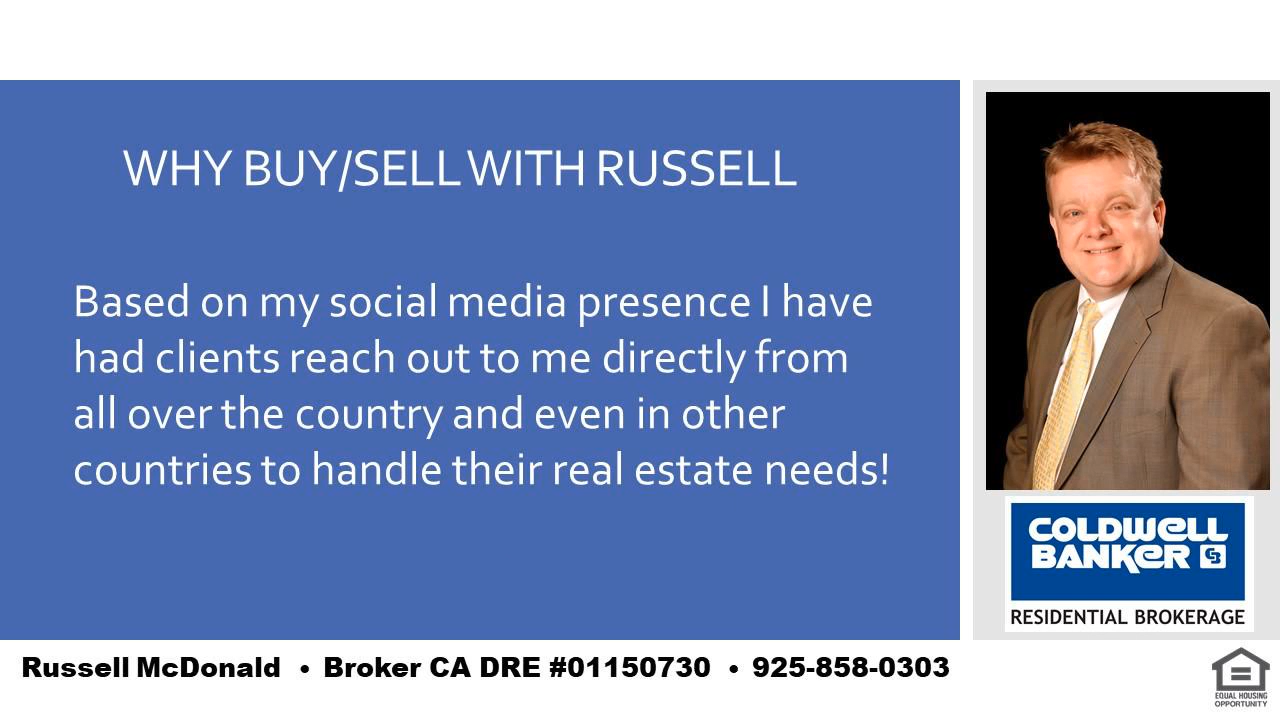 WHY BUY/SELL WITH RUSSELL
Based on my social media presence I have
had clients reach out to me directly from
all over the country and even in other
countries to handle their real estate needs!
COLDWELL
BANKER CB
RESIDENTIAL BROKERAGE
Russell McDonald • Broker CA DRE #01150730 • 925-858-0303
EQUAL HOUSING
OPPORTUNITY